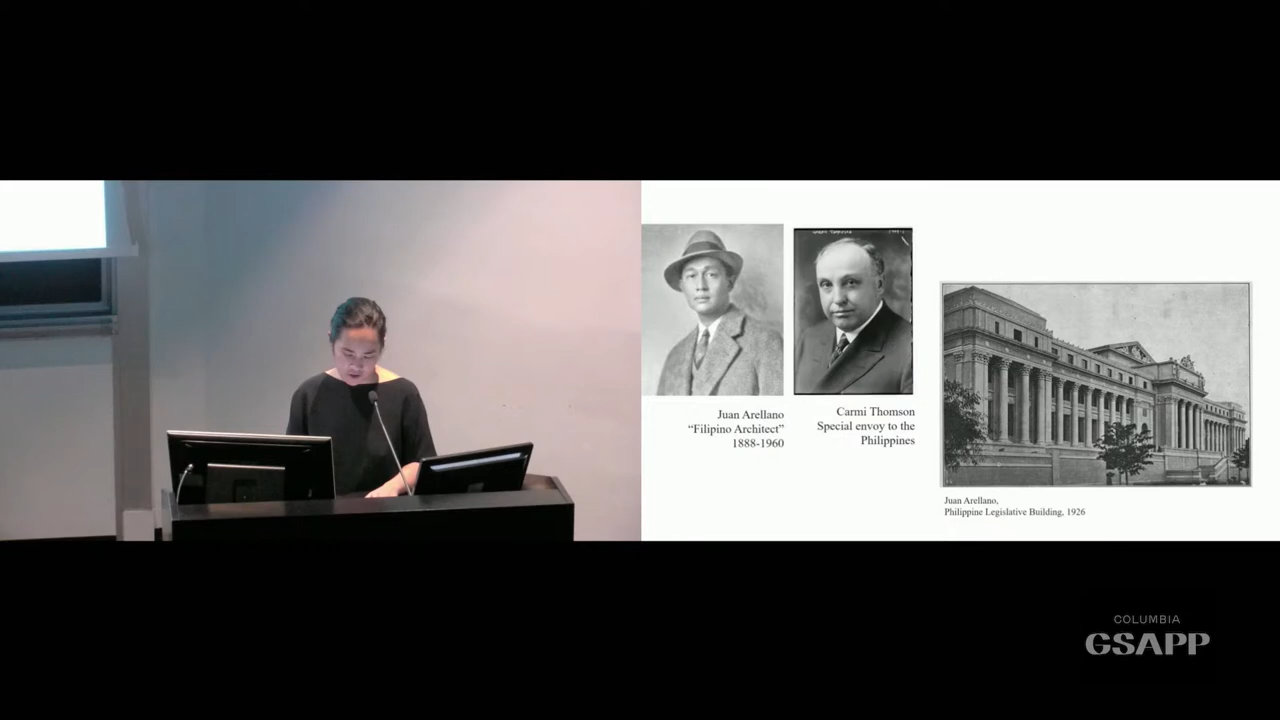 Juan Arellano
“Filipino Architect”
1888-1960
Carmi Thomson
Special envoy to the
Philippines
Juan Arellano,
Philippine Legislative Building, 1926
COLUMBIA
GSAPP